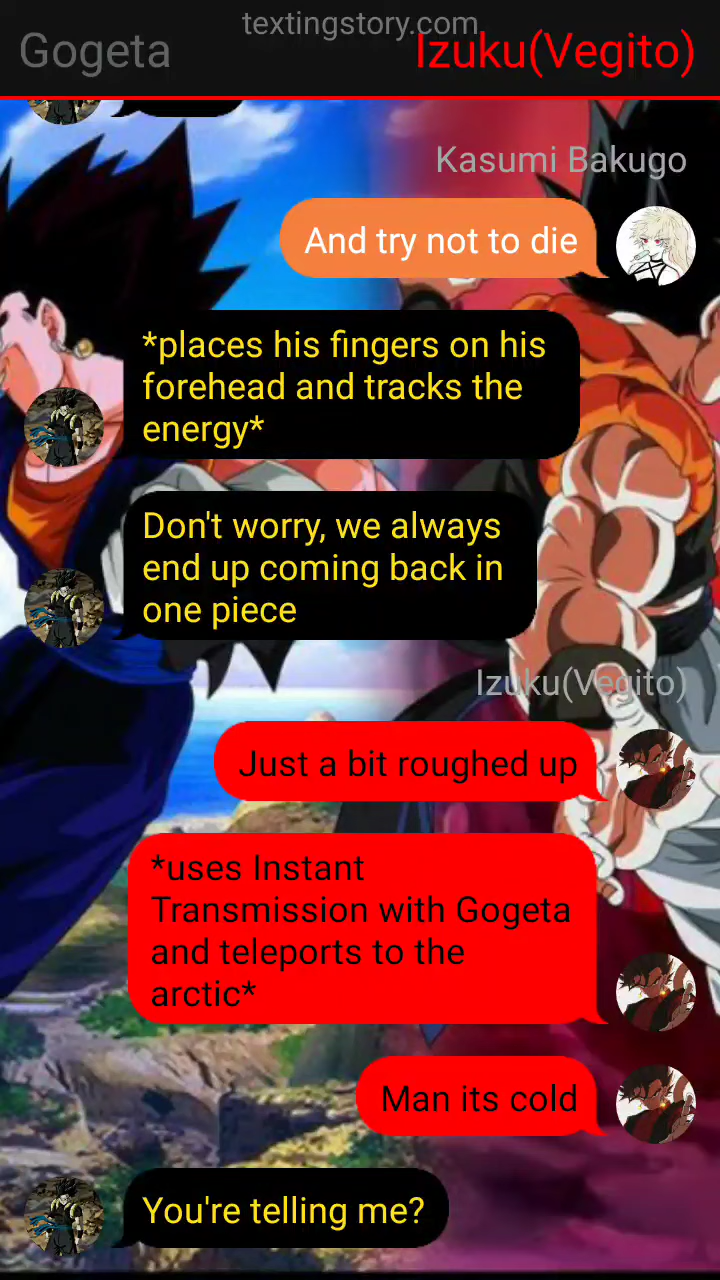 textingstory.com
Gogeta
Izuku(Vegito)
Kasumi Bakugo
And try not to die
*places his fingers on his
forehead and tracks the
energy*
Don't worry, we always
end up coming back in
one piece
Izuku(Vegito)
Just a bit roughed up
*uses Instant
Transmission with Gogeta
and teleports to the
arctic*
Man its cold
You're telling me?